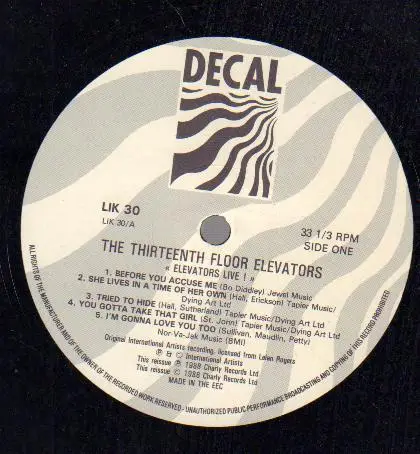 DECAL
LIK 30
LIK 30/A
33 1/3 RPM
SIDE ONE
THE THIRTEENTH FLOOR ELEVATORS
« ELEVATORS LIVE ! »
1. BEFORE YOU ACCUSE ME (Bo Diddley) Jewel Music
2. SHE LIVES IN A TIME OF HER OWN (Hall, Erickson) Tapier Music/
Dying Art Ltd
3. TRIED TO HIDE (Hall, Sutherland) Tapier Music/Dying Art Ltd
4. YOU GOTTA TAKE THAT GIRL (St. John) Tapier Music/Dying Art Ltd
5. I'M GONNA LOVE YOU TOO (Sullivan, Maudlin, Petty)
Nor-Va-Jak Music (BMI)
Original International Artists recording, licensed from Lelan Rogers
℗ & © International Artists
This reissue ℗ 1988 Charly Records Ltd
This reissue © 1988 Charly Records Ltd
MADE IN THE EEC
ALL RIGHTS OF THE MANUFACTURER AND OF THE OWNER OF THE RECORDED WORK RESERVED - UNAUTHORIZED PUBLIC PERFORMANCE BROADCASTING AND COPYING OF THIS RECORD PROHIBITED